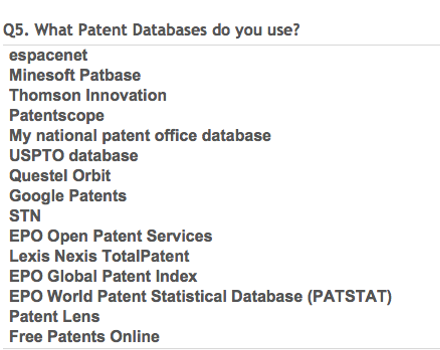 Q5. What Patent Databases do you use?
espacenet
Minesoft Patbase
Thomson Innovation
Patentscope
My national patent office database
USPTO database
Questel Orbit
Google Patents
STN
EPO Open Patent Services
Lexis Nexis TotalPatent
EPO Global Patent Index
EPO World Patent Statistical Database (PATSTAT)
Patent Lens
Free Patents Online